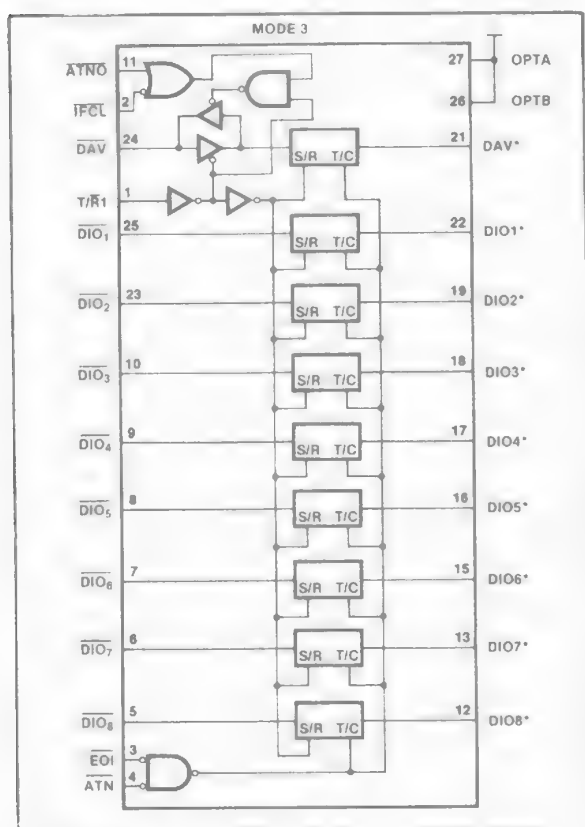 MODE 3
ATNO 11 27 OPTA
IFCL 2 26 OPTB
DAV 24 S/R T/C 21 DAV*
T/R1 1
DIO1 25 S/R T/C 22 DIO1*
DIO2 23 S/R T/C 19 DIO2*
DIO3 10 S/R T/C 18 DIO3*
DIO4 9 S/R T/C 17 DIO4*
DIO5 8 S/R T/C 16 DIO5*
DIO6 7 S/R T/C 15 DIO6*
DIO7 6 S/R T/C 13 DIO7*
DIO8 5 S/R T/C 12 DIO8*
EOI 3
ATN 4